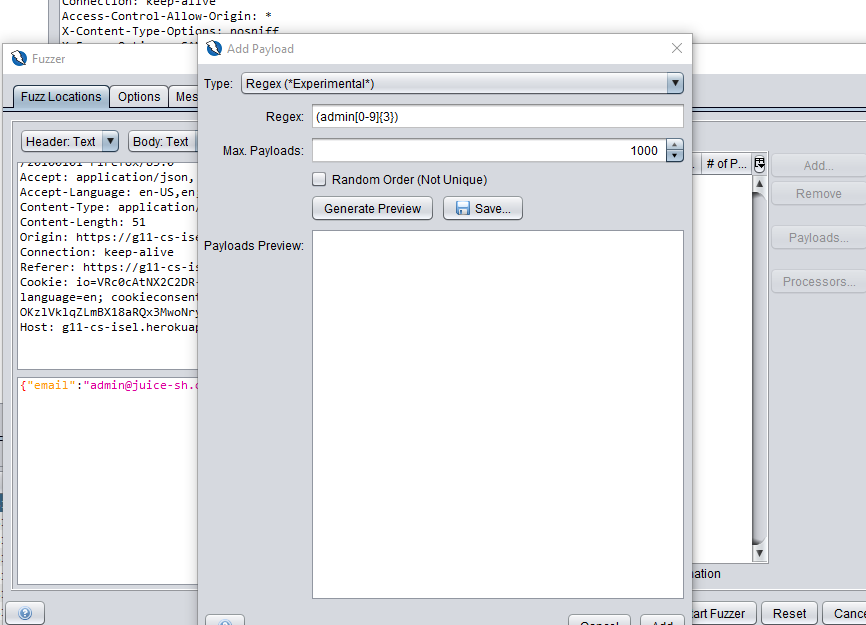 Connection: keep-alive
Access-Control-Allow-Origin: *
X-Content-Type-Options: nosniff
Fuzzer
Add Payload
Fuzz Locations
Options
Mes
Type:
Regex (*Experimental*)
Regex:
(admin[0-9]{3})
Max. Payloads:
1000
Random Order (Not Unique)
Generate Preview
Save...
Payloads Preview:
Header: Text
Body: Text
Accept: application/json,
Accept-Language: en-US,en
Content-Type: application/
Content-Length: 51
Origin: https://g11-cs-ise
Connection: keep-alive
Referer: https://g11-cs-is
Cookie: io=VRc0cAtNX2C2DR-
language=en; cookieconsent
OKzlVklqZLmBX18aRQx3MwoNry
Host: g11-cs-isel.herokuap
{"email":"admin@juice-sh.o
# of P...
Add...
Remove
Payloads...
Processors...
ation
art Fuzzer
Reset
Cance
Cancel
Add